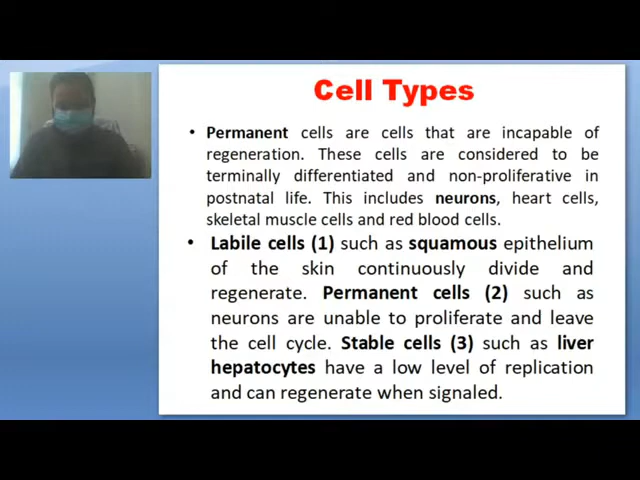 Cell Types
• Permanent cells are cells that are incapable of
regeneration. These cells are considered to be
terminally differentiated and non-proliferative in
postnatal life. This includes neurons, heart cells,
skeletal muscle cells and red blood cells.
• Labile cells (1) such as squamous epithelium
of the skin continuously divide and
regenerate. Permanent cells (2) such as
neurons are unable to proliferate and leave
the cell cycle. Stable cells (3) such as liver
hepatocytes have a low level of replication
and can regenerate when signaled.